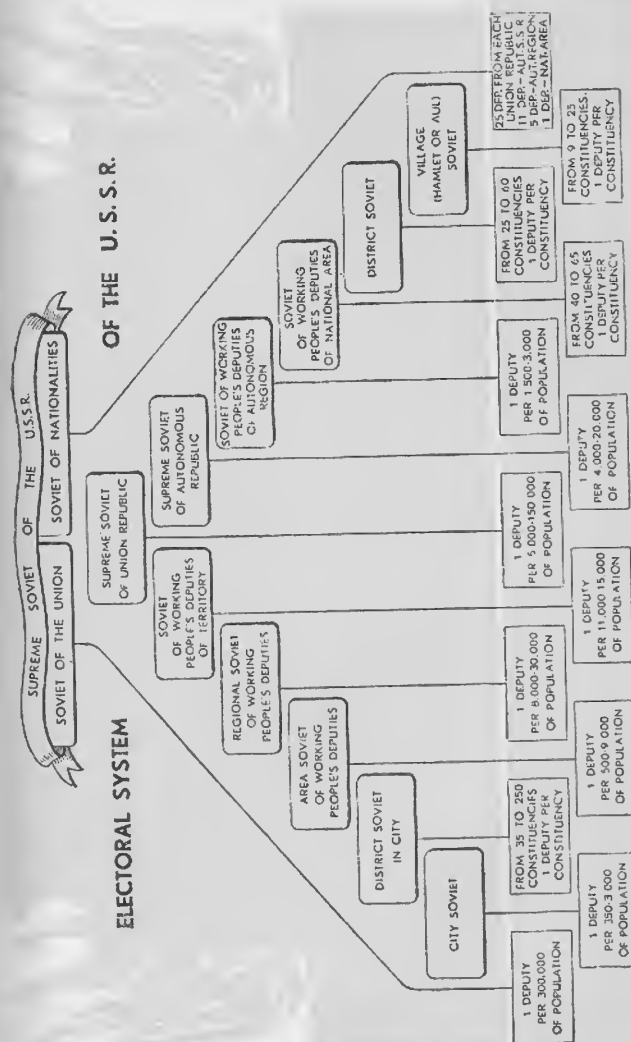 SUPREME SOVIET OF THE U.S.S.R.
SOVIET OF THE UNION
SOVIET OF NATIONALITIES
ELECTORAL SYSTEM
OF THE U.S.S.R.
SUPREME SOVIET
OF UNION REPUBLIC
SOVIET
OF WORKING
PEOPLE'S DEPUTIES
OF TERRITORY
SUPREME SOVIET
OF AUTONOMOUS
REPUBLIC
REGIONAL SOVIET
OF WORKING
PEOPLE'S DEPUTIES
SOVIET OF WORKING
PEOPLE'S DEPUTIES
OF AUTONOMOUS
REGION
AREA SOVIET
OF WORKING
PEOPLE'S DEPUTIES
SOVIET
OF WORKING
PEOPLE'S DEPUTIES
OF NATIONAL AREA
DISTRICT SOVIET
IN CITY
DISTRICT SOVIET
CITY SOVIET
VILLAGE
(HAMLET OR AUL)
SOVIET
1 DEPUTY
PER 300,000
OF POPULATION
1 DEPUTY
PER 350-3 000
OF POPULATION
FROM 35 TO 250
CONSTITUENCIES
1 DEPUTY PER
CONSTITUENCY
1 DEPUTY
PER 500-9 000
OF POPULATION
1 DEPUTY
PER 8.000-30.000
OF POPULATION
1 DEPUTY
PER 11,000 15,000
OF POPULATION
1 DEPUTY
PER 5 000-150 000
OF POPULATION
1 DEPUTY
PER 4,000-20,000
OF POPULATION
1 DEPUTY
PER 1 500-3,000
OF POPULATION
FROM 40 TO 65
CONSTITUENCIES
1 DEPUTY PER
CONSTITUENCY
FROM 25 TO 60
CONSTITUENCIES
1 DEPUTY PER
CONSTITUENCY
FROM 9 TO 25
CONSTITUENCIES.
1 DEPUTY PER
CONSTITUENCY
25 DEP. FROM EACH
UNION REPUBLIC
11 DEP.-AUT.S.S R
5 DEP-AUT.REGION
1 DEP.-NAT.AREA